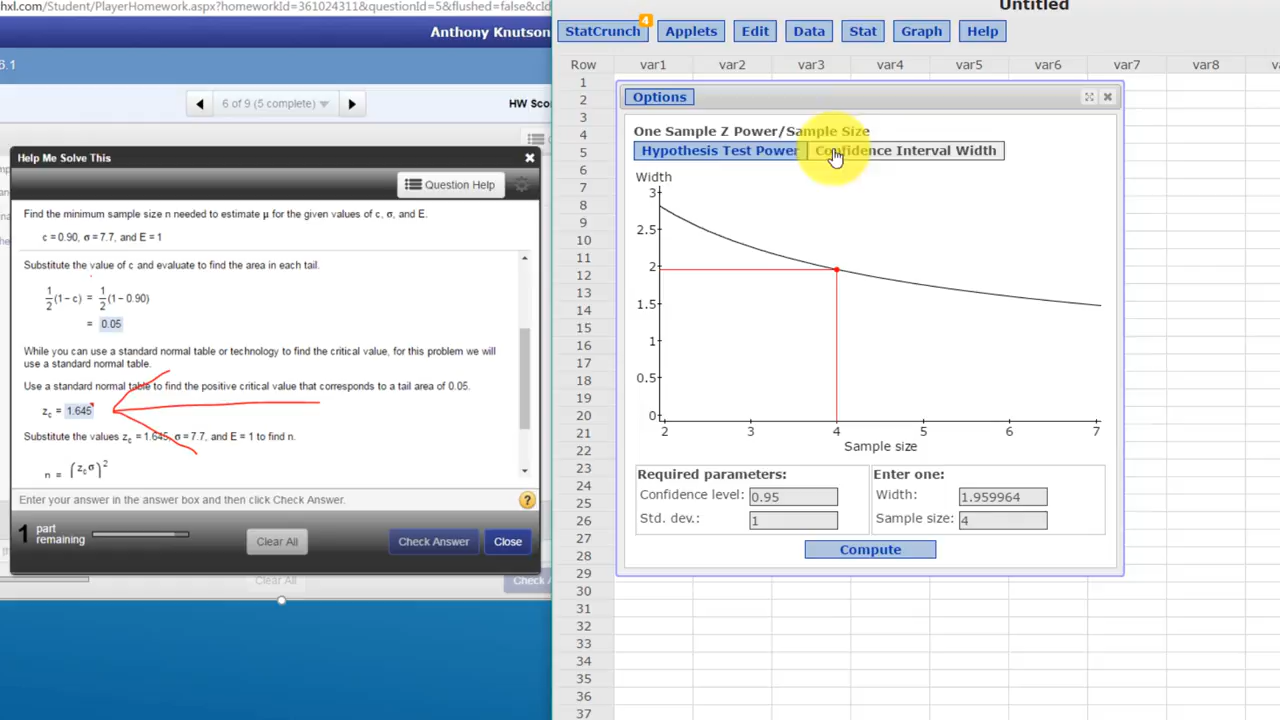 hxl.com/Student/PlayerHomework.aspx?homeworkId=361024311&questionId=5&flushed=false&cId
Anthony Knutson
6.1
6 of 9 (5 complete)
HW Scor
Help Me Solve This
Question Help
Find the minimum sample size n needed to estimate μ for the given values of c, σ, and E.
c = 0.90, σ = 7.7, and E = 1
Substitute the value of c and evaluate to find the area in each tail.
1/2 (1 − c) = 1/2 (1 − 0.90)
= 0.05
While you can use a standard normal table or technology to find the critical value, for this problem we will
use a standard normal table.
Use a standard normal table to find the positive critical value that corresponds to a tail area of 0.05.
zc = 1.645
Substitute the values zc = 1.645, σ = 7.7, and E = 1 to find n.
n = (zcσ)2
Enter your answer in the answer box and then click Check Answer.
?
1 part
remaining
Clear All
Check Answer
Close
Clear All
Check A
Untitled
StatCrunch
4
Applets
Edit
Data
Stat
Graph
Help
Row var1 var2 var3 var4 var5 var6 var7 var8
1
2
3
4
5
6
7
8
9
10
11
12
13
14
15
16
17
18
19
20
21
22
23
24
25
26
27
28
29
30
31
32
33
34
35
36
37
Options
One Sample Z Power/Sample Size
Hypothesis Test Power
Confidence Interval Width
Width
3
2.5
2
1.5
1
0.5
0
2 3 4 5 6 7
Sample size
Required parameters:
Confidence level: 0.95
Std. dev.: 1
Enter one:
Width: 1.959964
Sample size: 4
Compute